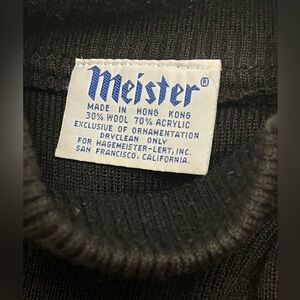 Meister®
MADE IN HONG KONG
30% WOOL 70% ACRYLIC
EXCLUSIVE OF ORNAMENTATION
DRYCLEAN ONLY
FOR HAGEMEISTER-LERT, INC.
SAN FRANCISCO, CALIFORNIA.